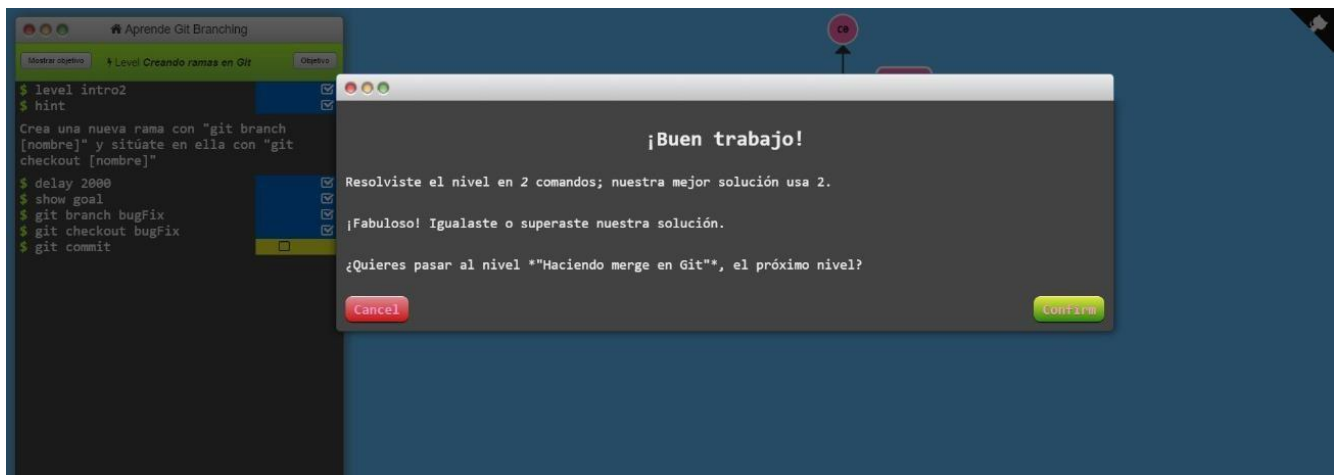 Aprende Git Branching
c0
Mostrar objetivo
Level Creando ramas en Git
Objetivo
$ level intro2
$ hint
Crea una nueva rama con "git branch
[nombre]" y sitúate en ella con "git
checkout [nombre]"
$ delay 2000
$ show goal
$ git branch bugFix
$ git checkout bugFix
$ git commit
¡Buen trabajo!
Resolviste el nivel en 2 comandos; nuestra mejor solución usa 2.
¡Fabuloso! Igualaste o superaste nuestra solución.
¿Quieres pasar al nivel *"Haciendo merge en Git"*, el próximo nivel?
Cancel
Confirm